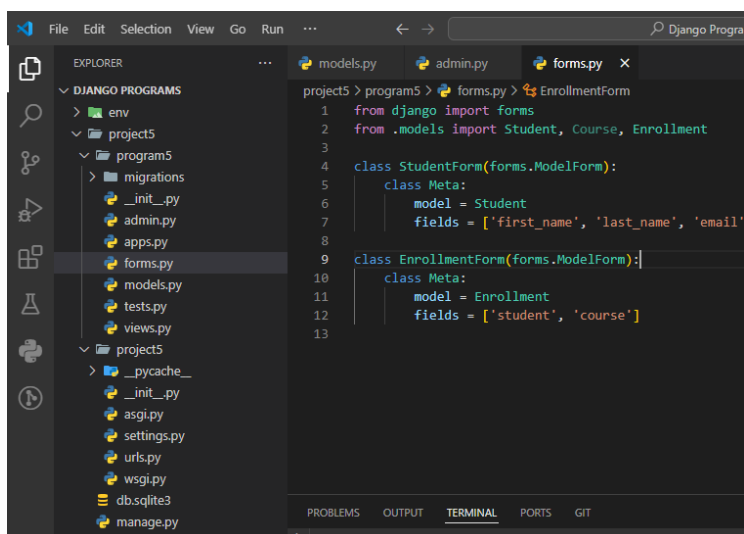 File Edit Selection View Go Run ... Django Progra
EXPLORER ...
DJANGO PROGRAMS
env
project5
program5
migrations
__init__.py
admin.py
apps.py
forms.py
models.py
tests.py
views.py
project5
__pycache__
__init__.py
asgi.py
settings.py
urls.py
wsgi.py
db.sqlite3
manage.py
models.py admin.py forms.py
project5 > program5 > forms.py > EnrollmentForm
1 from django import forms
2 from .models import Student, Course, Enrollment
3
4 class StudentForm(forms.ModelForm):
5 class Meta:
6 model = Student
7 fields = ['first_name', 'last_name', 'email'
8
9 class EnrollmentForm(forms.ModelForm):
10 class Meta:
11 model = Enrollment
12 fields = ['student', 'course']
13
PROBLEMS OUTPUT TERMINAL PORTS GIT